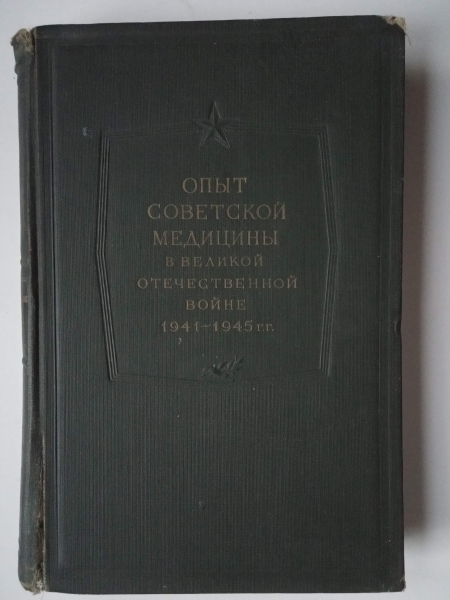 ОПЫТ
СОВЕТСКОЙ
МЕДИЦИНЫ
В ВЕЛИКОЙ
ОТЕЧЕСТВЕННОЙ
ВОЙНЕ
1941–1945 г.г.